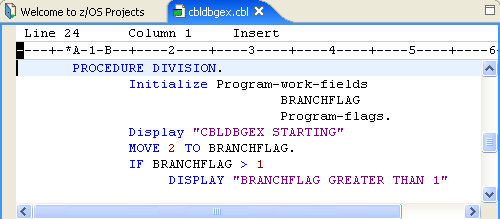 Welcome to z/OS Projects cbldbgex.cbl
Line 24 Column 1 Insert
----+-*A-1-B--+----2----+----3----+----4----+----5----+----6
PROCEDURE DIVISION.
Initialize Program-work-fields
BRANCHFLAG
Program-flags.
Display "CBLDBGEX STARTING"
MOVE 2 TO BRANCHFLAG.
IF BRANCHFLAG > 1
DISPLAY "BRANCHFLAG GREATER THAN 1"